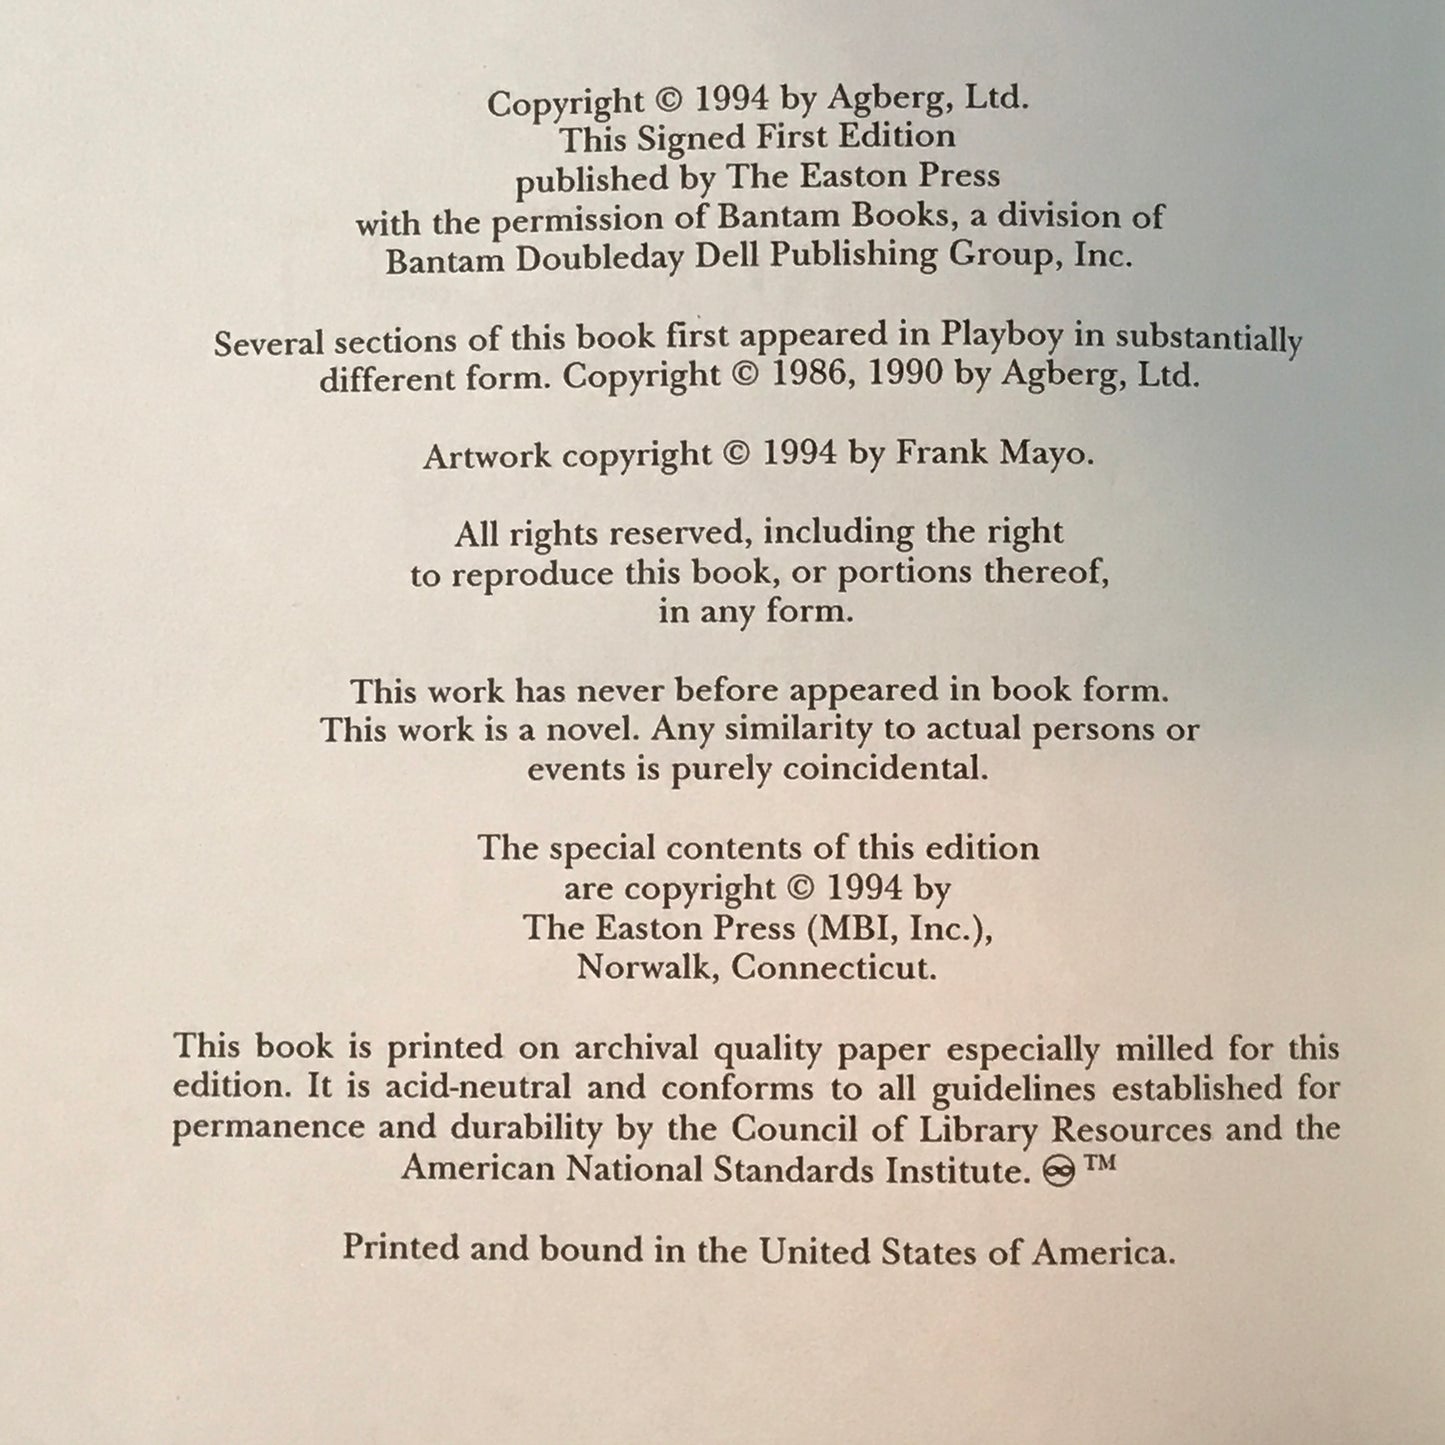 Copyright © 1994 by Agberg, Ltd.
This Signed First Edition
published by The Easton Press
with the permission of Bantam Books, a division of
Bantam Doubleday Dell Publishing Group, Inc.
Several sections of this book first appeared in Playboy in substantially
different form. Copyright © 1986, 1990 by Agberg, Ltd.
Artwork copyright © 1994 by Frank Mayo.
All rights reserved, including the right
to reproduce this book, or portions thereof,
in any form.
This work has never before appeared in book form.
This work is a novel. Any similarity to actual persons or
events is purely coincidental.
The special contents of this edition
are copyright © 1994 by
The Easton Press (MBI, Inc.),
Norwalk, Connecticut.
This book is printed on archival quality paper especially milled for this
edition. It is acid-neutral and conforms to all guidelines established for
permanence and durability by the Council of Library Resources and the
American National Standards Institute. ♾™
Printed and bound in the United States of America.